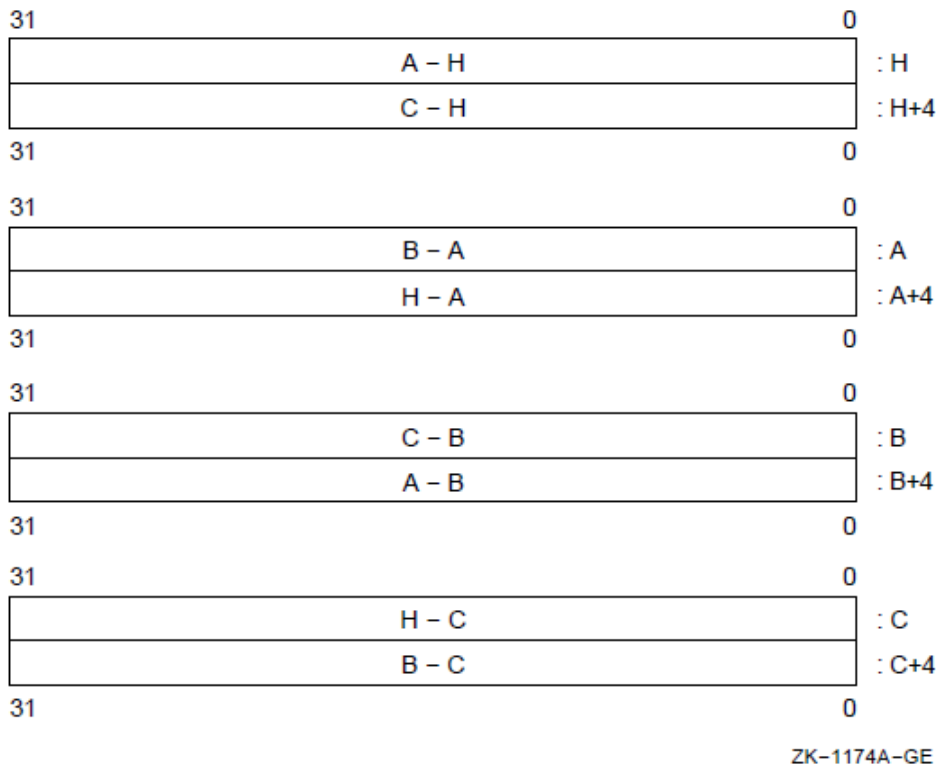 31 0
A – H : H
C – H : H+4
31 0
31 0
B – A : A
H – A : A+4
31 0
31 0
C – B : B
A – B : B+4
31 0
31 0
H – C : C
B – C : C+4
31 0
ZK–1174A–GE